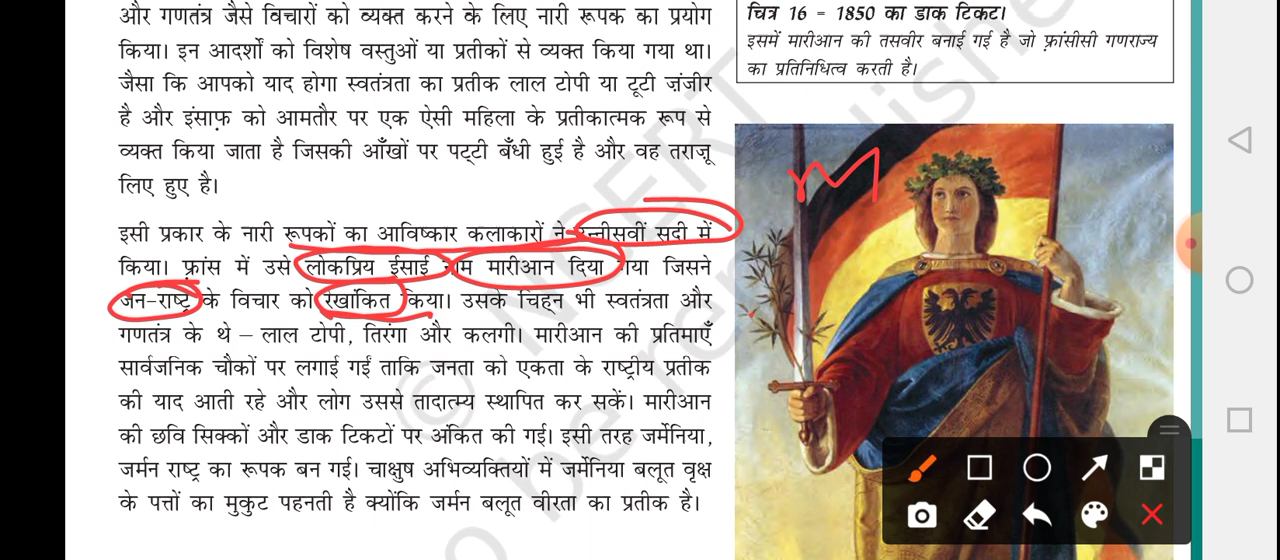 और गणतंत्र जैसे विचारों को व्यक्त करने के लिए नारी रूपक का प्रयोग
किया। इन आदर्शों को विशेष वस्तुओं या प्रतीकों से व्यक्त किया गया था।
जैसा कि आपको याद होगा स्वतंत्रता का प्रतीक लाल टोपी या टूटी ज़ंजीर
है और इंसाफ़ को आमतौर पर एक ऐसी महिला के प्रतीकात्मक रूप से
व्यक्त किया जाता है जिसकी आँखों पर पट्टी बँधी हुई है और वह तराज़ू
लिए हुए है।
इसी प्रकार के नारी रूपकों का आविष्कार कलाकारों ने उन्नीसवीं सदी में
किया। फ़्रांस में उसे लोकप्रिय ईसाई नाम मारीआन दिया गया जिसने
जन-राष्ट्र के विचार को रेखांकित किया। उसके चिह्न भी स्वतंत्रता और
गणतंत्र के थे – लाल टोपी, तिरंगा और कलगी। मारीआन की प्रतिमाएँ
सार्वजनिक चौकों पर लगाई गईं ताकि जनता को एकता के राष्ट्रीय प्रतीक
की याद आती रहे और लोग उससे तादात्म्य स्थापित कर सकें। मारीआन
की छवि सिक्कों और डाक टिकटों पर अंकित की गई। इसी तरह जर्मेनिया,
जर्मन राष्ट्र का रूपक बन गई। चाक्षुष अभिव्यक्तियों में जर्मेनिया बलूत वृक्ष
के पत्तों का मुकुट पहनती है क्योंकि जर्मन बलूत वीरता का प्रतीक है।
चित्र 16 = 1850 का डाक टिकट।
इसमें मारीआन की तसवीर बनाई गई है जो फ़्रांसीसी गणराज्य
का प्रतिनिधित्व करती है।
M
© NCERT